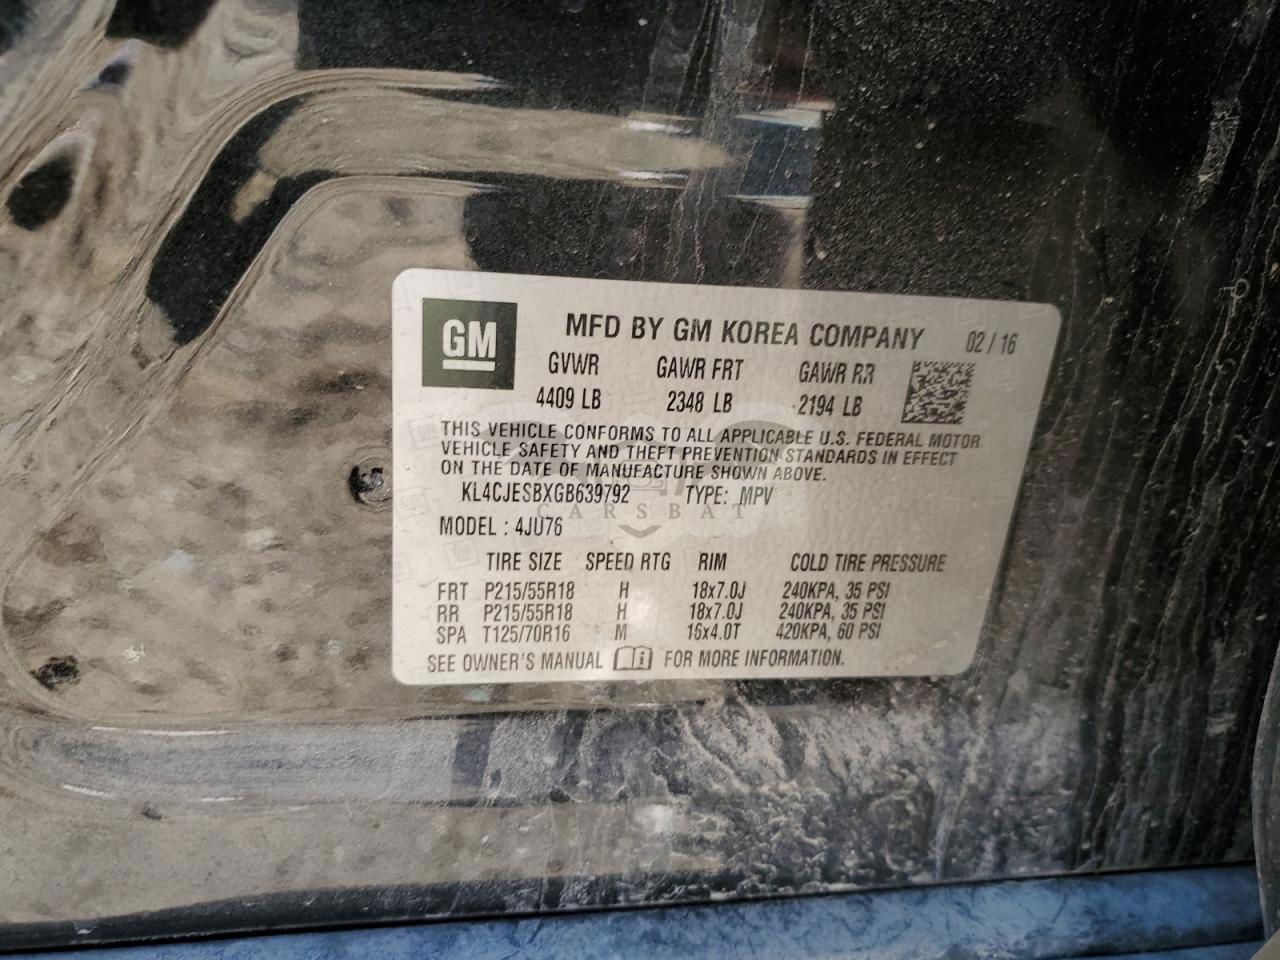 GM
MFD BY GM KOREA COMPANY 02 / 16
GVWR GAWR FRT GAWR RR
4409 LB 2348 LB 2194 LB
THIS VEHICLE CONFORMS TO ALL APPLICABLE U.S. FEDERAL MOTOR
VEHICLE SAFETY AND THEFT PREVENTION STANDARDS IN EFFECT
ON THE DATE OF MANUFACTURE SHOWN ABOVE.
KL4CJESBXGB639792 TYPE: MPV
CARSBAT
MODEL : 4JU76
TIRE SIZE SPEED RTG RIM COLD TIRE PRESSURE
FRT P215/55R18 H 18x7.0J 240KPA, 35 PSI
RR P215/55R18 H 18x7.0J 240KPA, 35 PSI
SPA T125/70R16 M 16x4.0T 420KPA, 60 PSI
SEE OWNER'S MANUAL FOR MORE INFORMATION.